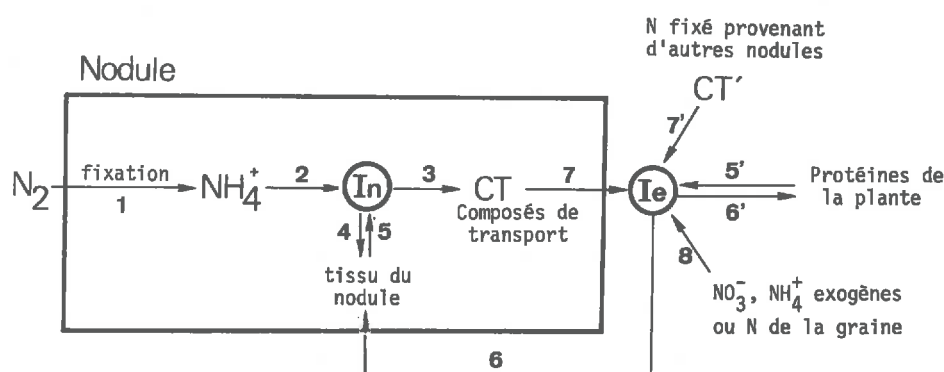 N fixé provenant
d'autres nodules
Nodule
CT'
7'
N₂
fixation
1
NH₄⁺
2
In
3
CT
7
Ie
5'
6'
Protéines de
la plante
Composés de
transport
4
5
8
tissu du
nodule
NO₃⁻, NH₄⁺ exogènes
ou N de la graine
6